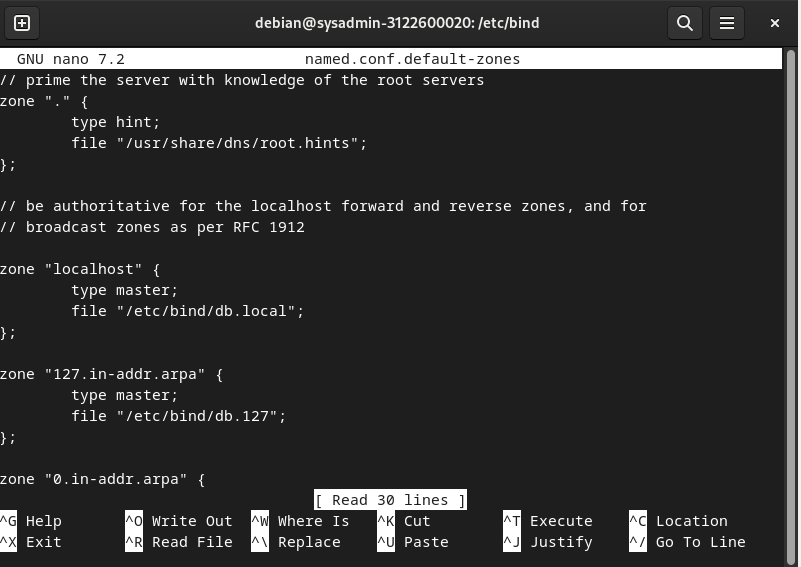 debian@sysadmin-3122600020: /etc/bind
GNU nano 7.2 named.conf.default-zones
// prime the server with knowledge of the root servers
zone "." {
type hint;
file "/usr/share/dns/root.hints";
};
// be authoritative for the localhost forward and reverse zones, and for
// broadcast zones as per RFC 1912
zone "localhost" {
type master;
file "/etc/bind/db.local";
};
zone "127.in-addr.arpa" {
type master;
file "/etc/bind/db.127";
};
zone "0.in-addr.arpa" {
[ Read 30 lines ]
^G Help ^O Write Out ^W Where Is ^K Cut ^T Execute ^C Location
^X Exit ^R Read File ^\ Replace ^U Paste ^J Justify ^/ Go To Line